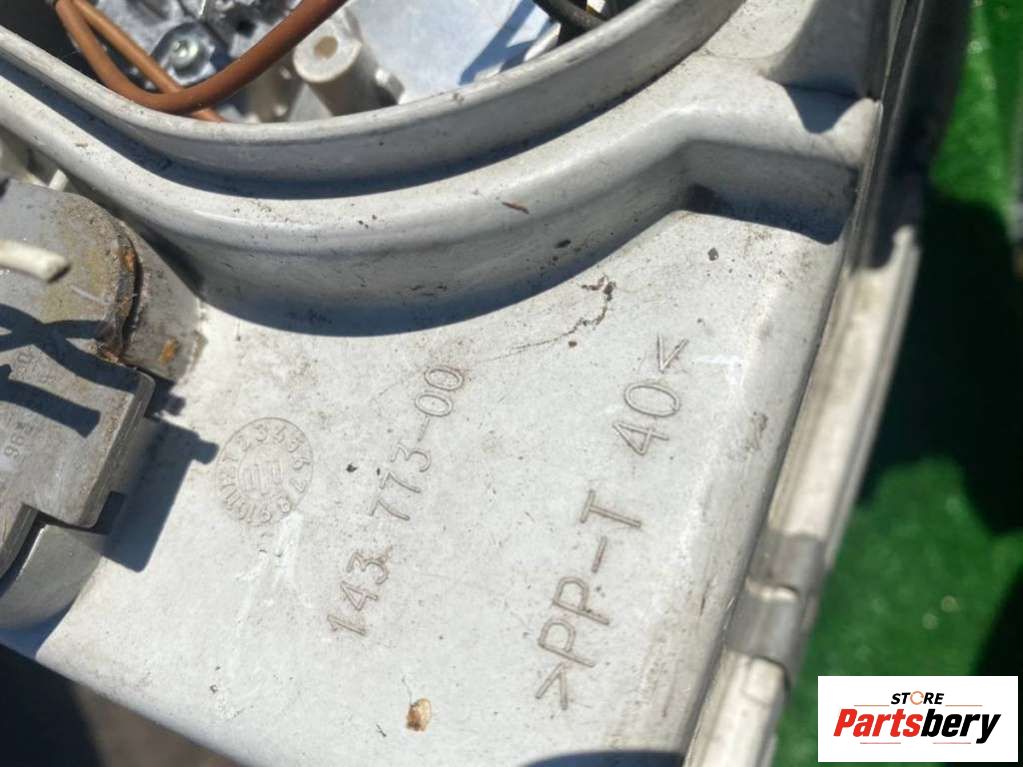 143.773-00
>PP-T 40<
STORE
Partsbery